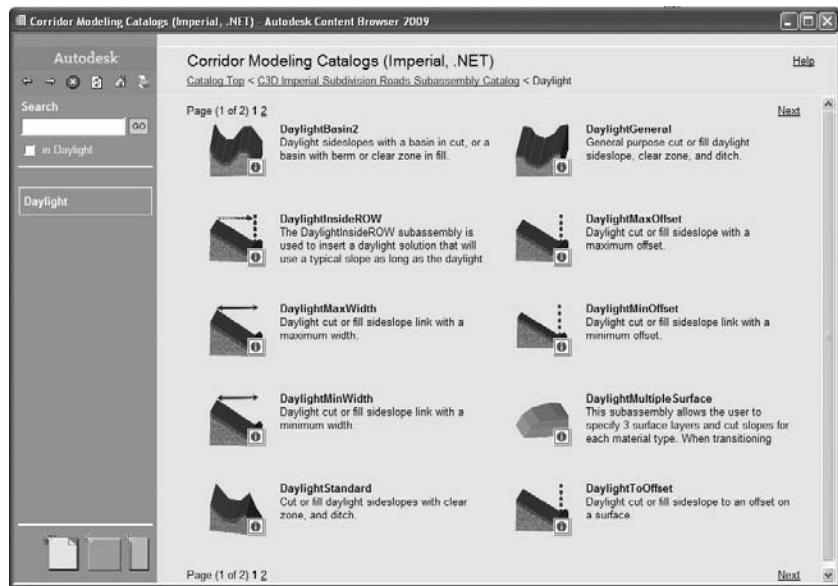 Corridor Modeling Catalogs (Imperial, .NET) - Autodesk Content Browser 2009
Autodesk
Search
GO
in Daylight
Daylight
Corridor Modeling Catalogs (Imperial, .NET)
Help
Catalog Top < C3D Imperial Subdivision Roads Subassembly Catalog < Daylight
Page (1 of 2) 1 2
Next
DaylightBasin2
Daylight sideslopes with a basin in cut, or a
basin with berm or clear zone in fill.
DaylightGeneral
General purpose cut or fill daylight
sideslope, clear zone, and ditch.
DaylightInsideROW
The DaylightInsideROW subassembly is
used to insert a daylight solution that will
use a typical slope as long as the daylight
DaylightMaxOffset
Daylight cut or fill sideslope with a
maximum offset.
DaylightMaxWidth
Daylight cut or fill sideslope link with a
maximum width.
DaylightMinOffset
Daylight cut or fill sideslope link with a
minimum offset.
DaylightMinWidth
Daylight cut or fill sideslope link with a
minimum width.
DaylightMultipleSurface
This subassembly allows the user to
specify 3 surface layers and cut slopes for
each material type. When transitioning
DaylightStandard
Cut or fill daylight sideslopes with clear
zone, and ditch.
DaylightToOffset
Daylight cut or fill sideslope to an offset on
a surface.
Page (1 of 2) 1 2
Next